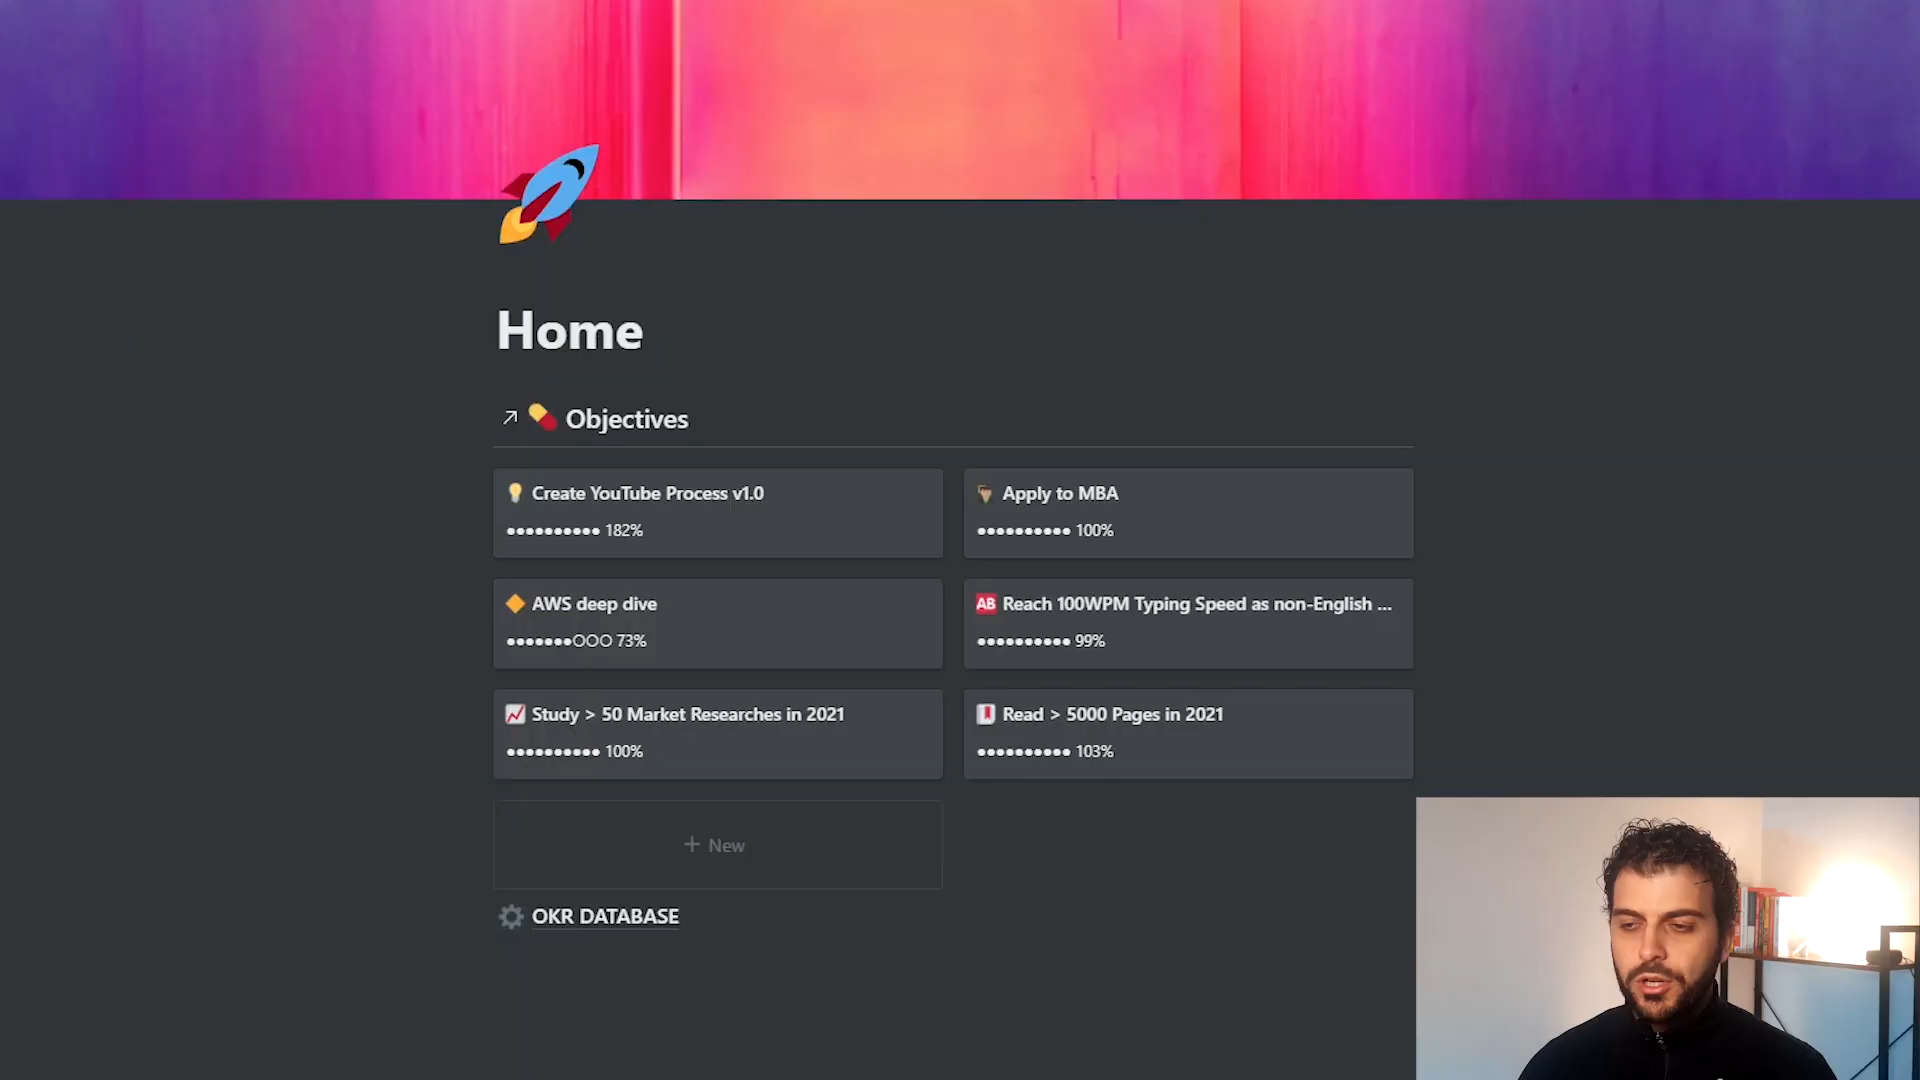 Home
Objectives
Create YouTube Process v1.0
●●●●●●●●●● 182%
Apply to MBA
●●●●●●●●●● 100%
AWS deep dive
●●●●●●●○○○ 73%
AB Reach 100WPM Typing Speed as non-English ...
●●●●●●●●●● 99%
Study > 50 Market Researches in 2021
●●●●●●●●●● 100%
Read > 5000 Pages in 2021
●●●●●●●●●● 103%
+ New
OKR DATABASE